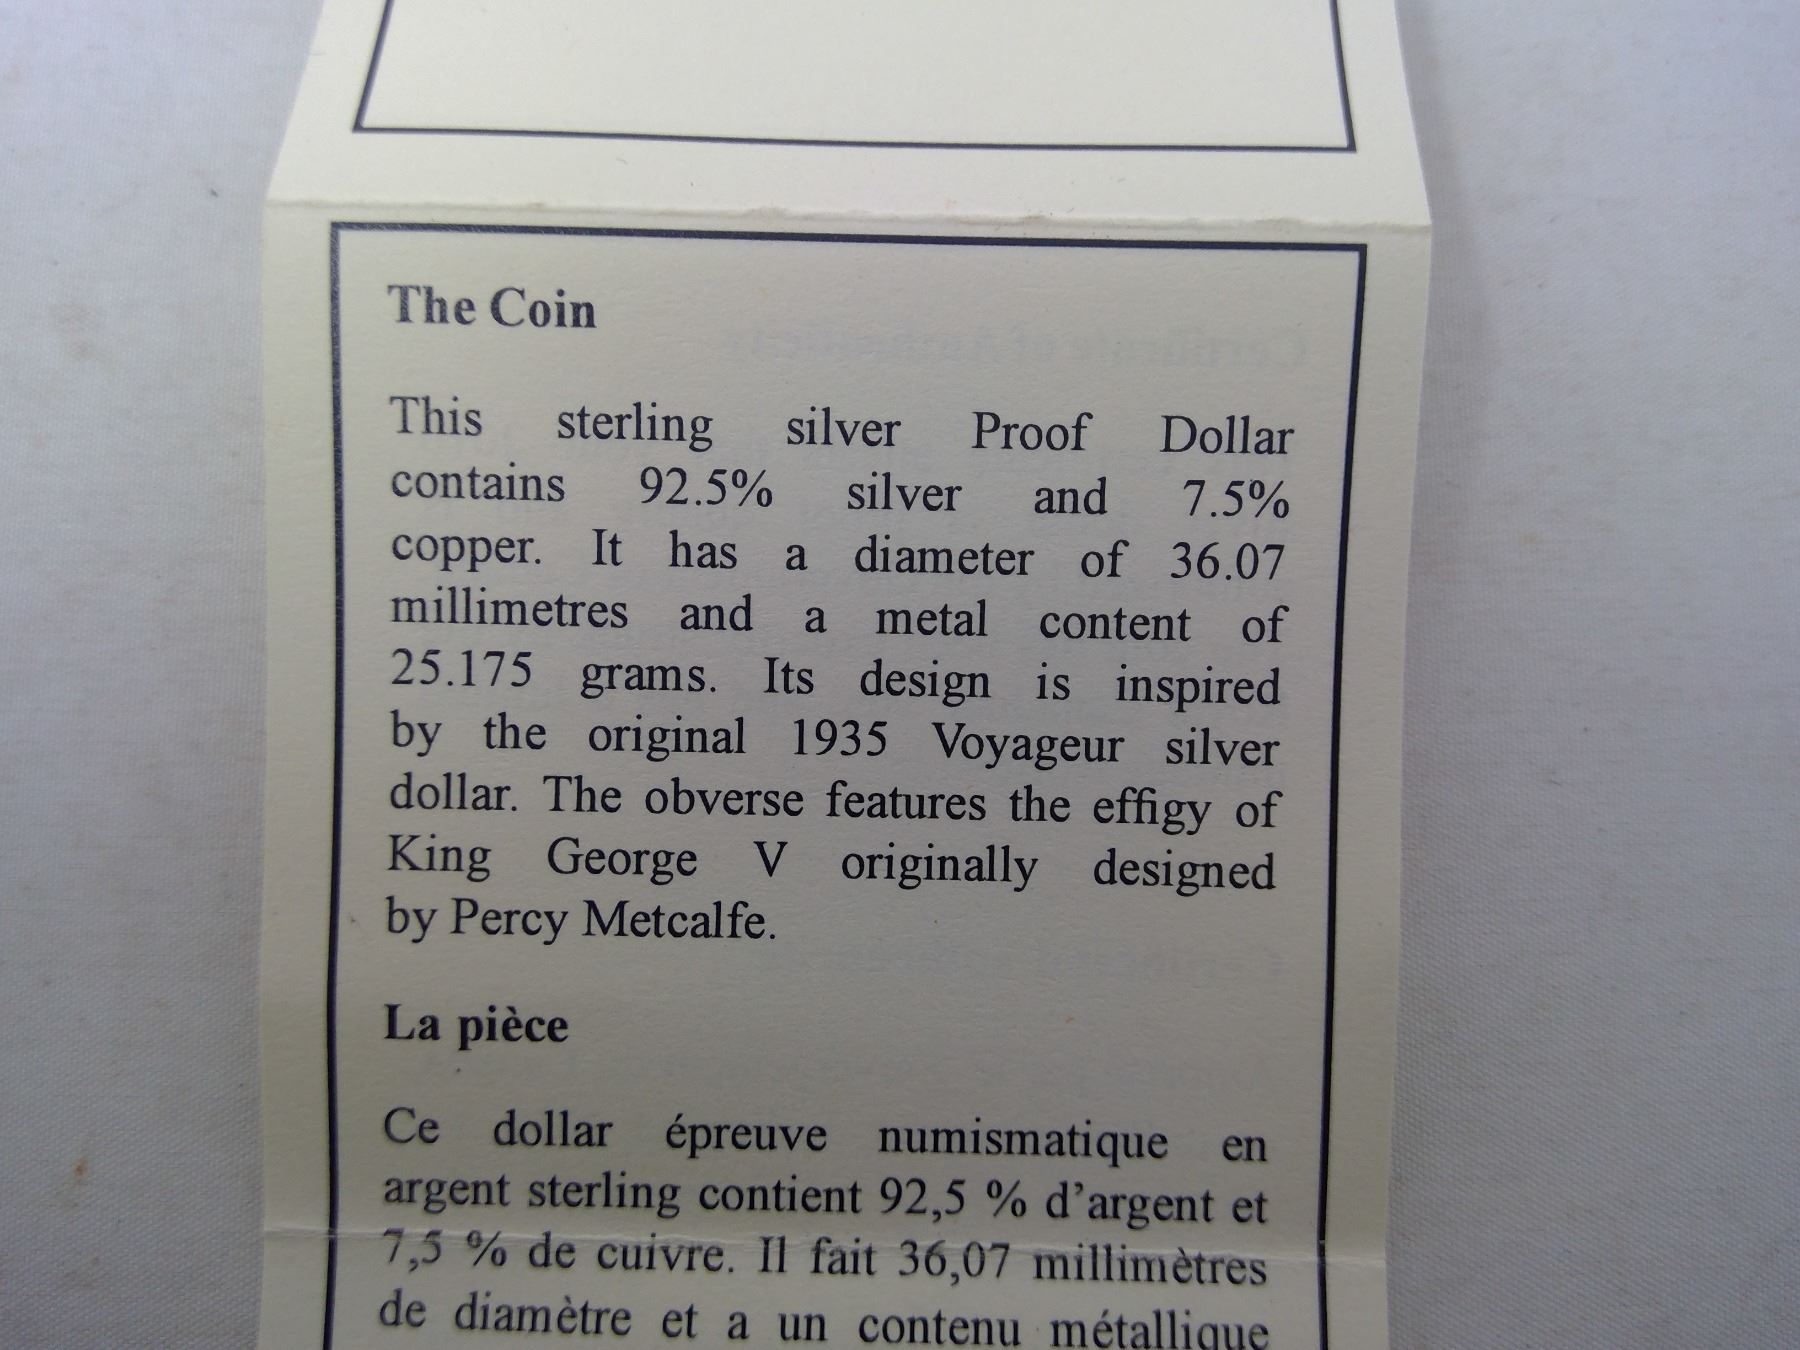 The Coin
This sterling silver Proof Dollar
contains 92.5% silver and 7.5%
copper. It has a diameter of 36.07
millimetres and a metal content of
25.175 grams. Its design is inspired
by the original 1935 Voyageur silver
dollar. The obverse features the effigy of
King George V originally designed
by Percy Metcalfe.
La pièce
Ce dollar épreuve numismatique en
argent sterling contient 92,5 % d’argent et
7,5 % de cuivre. Il fait 36,07 millimètres
de diamètre et a un contenu métallique